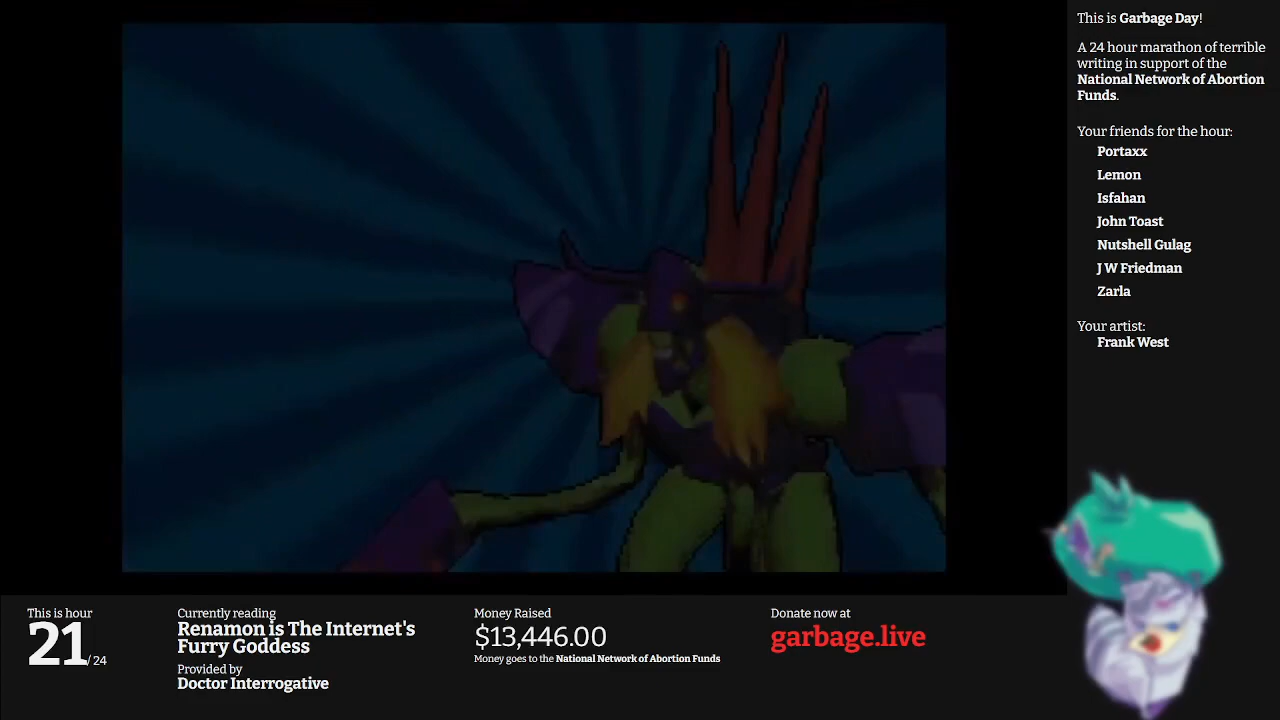 This is Garbage Day!
A 24 hour marathon of terrible
writing in support of the
National Network of Abortion
Funds.
Your friends for the hour:
Portaxx
Lemon
Isfahan
John Toast
Nutshell Gulag
J W Friedman
Zarla
Your artist:
Frank West
This is hour
21/24
Currently reading
Renamon is The Internet's
Furry Goddess
Provided by
Doctor Interrogative
Money Raised
$13,446.00
Money goes to the National Network of Abortion Funds
Donate now at
garbage.live